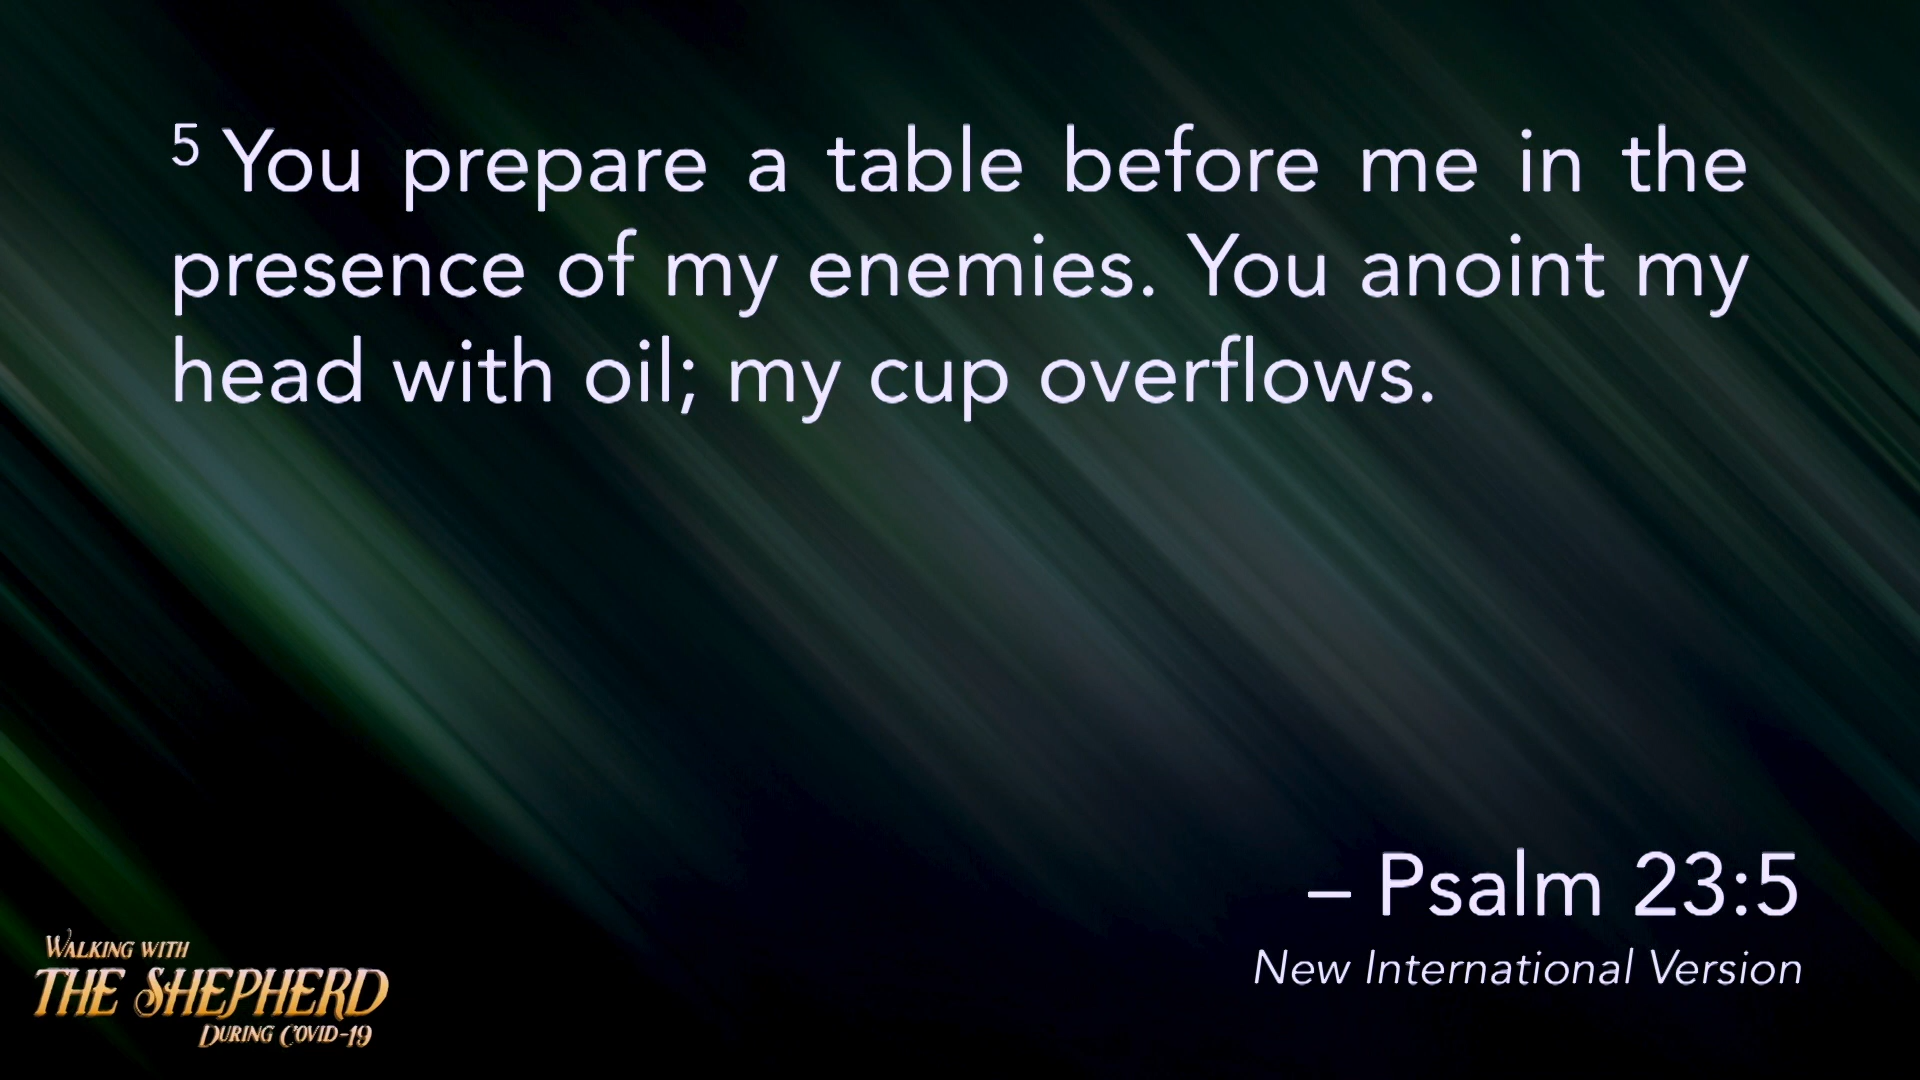 5 You prepare a table before me in the
presence of my enemies. You anoint my
head with oil; my cup overflows.
– Psalm 23:5
New International Version
WALKING WITH
THE SHEPHERD
DURING COVID-19